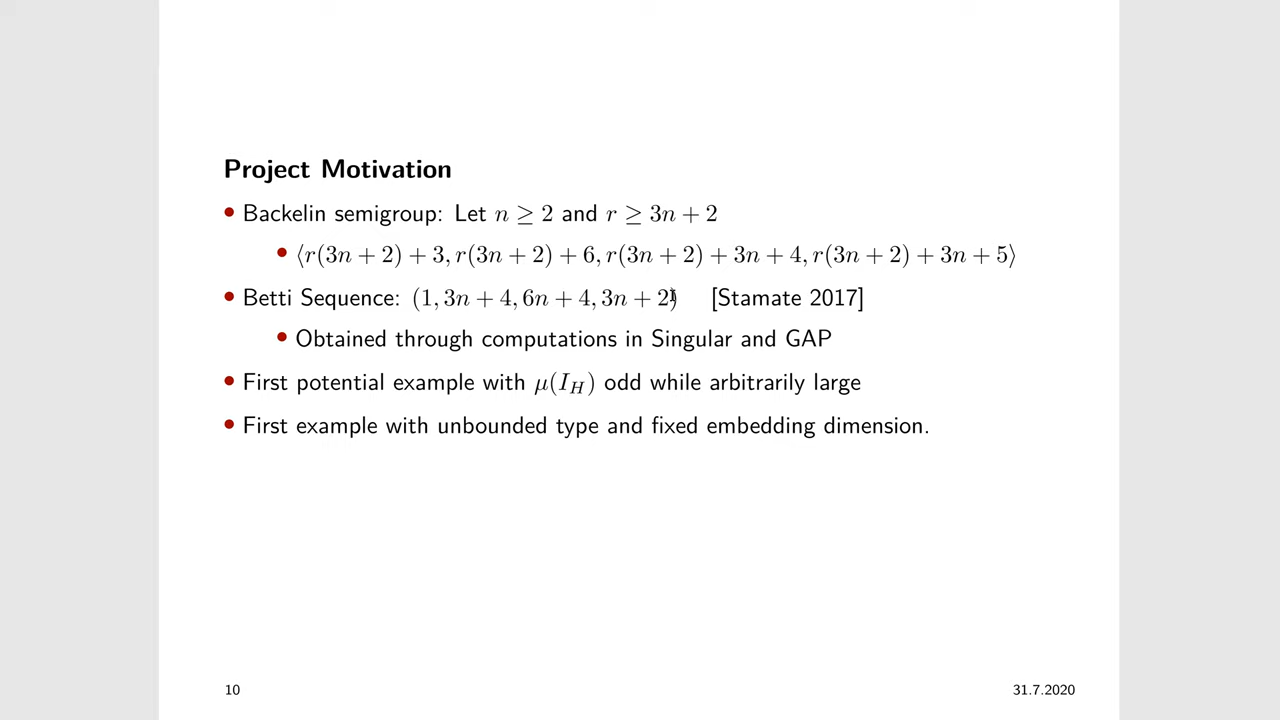 Project Motivation
• Backelin semigroup: Let n ≥ 2 and r ≥ 3n + 2
• ⟨r(3n + 2) + 3, r(3n + 2) + 6, r(3n + 2) + 3n + 4, r(3n + 2) + 3n + 5⟩
• Betti Sequence: (1, 3n + 4, 6n + 4, 3n + 2) [Stamate 2017]
• Obtained through computations in Singular and GAP
• First potential example with μ(I_H) odd while arbitrarily large
• First example with unbounded type and fixed embedding dimension.
10 31.7.2020